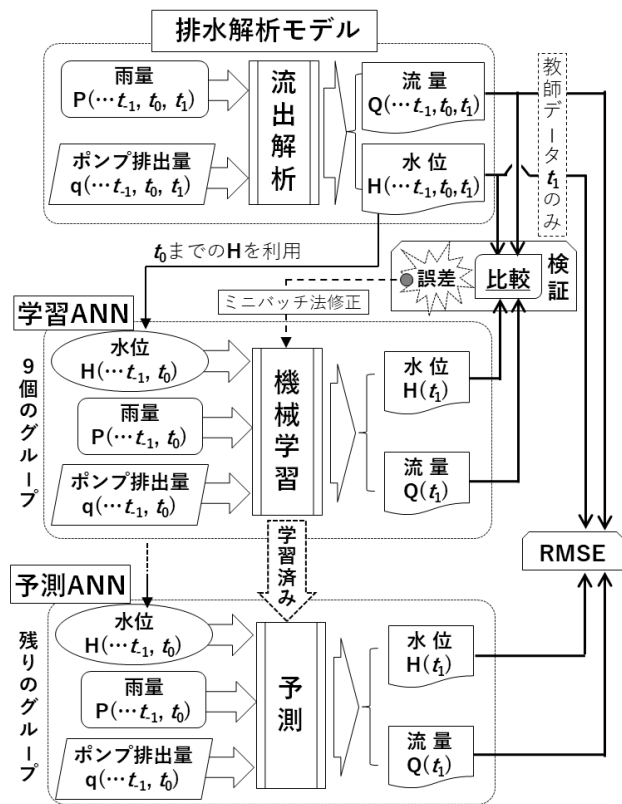 排水解析モデル
雨量
P(…t-1, t0, t1)
ポンプ排出量
q(…t-1, t0, t1)
流出解析
流量
Q(…t-1,t0,t1)
水位
H(…t-1,t0,t1)
教師データt1のみ
t0までのHを利用
誤差
比較
検証
ミニバッチ法修正
学習ANN
9個のグループ
水位
H(…t-1, t0)
雨量
P(…t-1, t0)
ポンプ排出量
q(…t-1, t0)
機械学習
水位
H(t1)
流量
Q(t1)
学習済み
RMSE
予測ANN
残りのグループ
水位
H(…t-1, t0)
雨量
P(…t-1, t0)
ポンプ排出量
q(…t-1, t0)
予測
水位
H(t1)
流量
Q(t1)